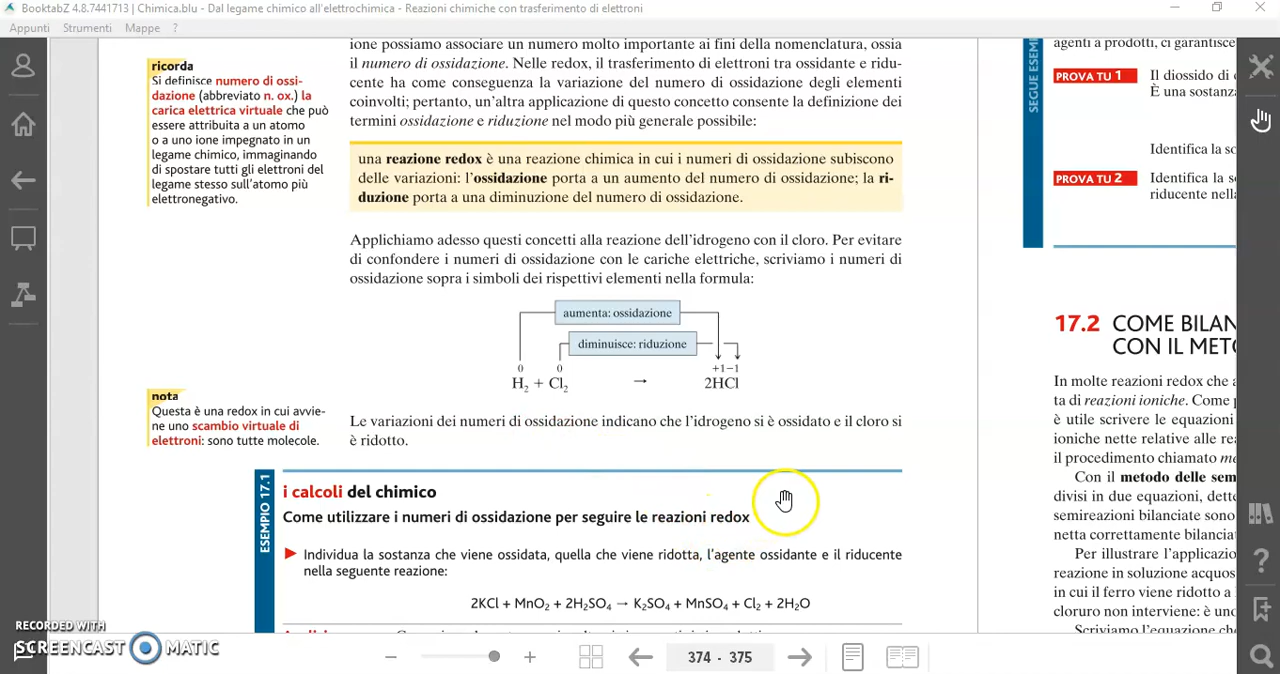 BooktabZ 4.8.7441713 | Chimica.blu - Dal legame chimico all'elettrochimica - Reazioni chimiche con trasferimento di elettroni
Appunti Strumenti Mappe ?
ione possiamo associare un numero molto importante ai fini della nomenclatura, ossia
il numero di ossidazione. Nelle redox, il trasferimento di elettroni tra ossidante e ridu-
cente ha come conseguenza la variazione del numero di ossidazione degli elementi
coinvolti; pertanto, un'altra applicazione di questo concetto consente la definizione dei
termini ossidazione e riduzione nel modo più generale possibile:
ricorda
Si definisce numero di ossi-
dazione (abbreviato n. ox.) la
carica elettrica virtuale che può
essere attribuita a un atomo
o a uno ione impegnato in un
legame chimico, immaginando
di spostare tutti gli elettroni del
legame stesso sull'atomo più
elettronegativo.
una reazione redox è una reazione chimica in cui i numeri di ossidazione subiscono
delle variazioni: l'ossidazione porta a un aumento del numero di ossidazione; la ri-
duzione porta a una diminuzione del numero di ossidazione.
Applichiamo adesso questi concetti alla reazione dell'idrogeno con il cloro. Per evitare
di confondere i numeri di ossidazione con le cariche elettriche, scriviamo i numeri di
ossidazione sopra i simboli dei rispettivi elementi nella formula:
aumenta: ossidazione
diminuisce: riduzione
0 0 +1−1
H₂ + Cl₂ → 2HCl
nota
Questa è una redox in cui avvie-
ne uno scambio virtuale di
elettroni: sono tutte molecole.
Le variazioni dei numeri di ossidazione indicano che l'idrogeno si è ossidato e il cloro si
è ridotto.
ESEMPIO 17.1
i calcoli del chimico
Come utilizzare i numeri di ossidazione per seguire le reazioni redox
Individua la sostanza che viene ossidata, quella che viene ridotta, l'agente ossidante e il riducente
nella seguente reazione:
2KCl + MnO₂ + 2H₂SO₄ → K₂SO₄ + MnSO₄ + Cl₂ + 2H₂O
SEGUE ESEM
agenti a prodotti, ci garantisce
PROVA TU 1 Il diossido di
È una sostanz
Identifica la so
PROVA TU 2 Identifica la s
riducente nell
17.2 COME BILAN
CON IL MET
In molte reazioni redox che a
ta di reazioni ioniche. Come p
è utile scrivere le equazioni
ioniche nette relative alle rea
il procedimento chiamato me
Con il metodo delle sem
divisi in due equazioni, dette
semireazioni bilanciate sono
netta correttamente bilancia
Per illustrare l'applicazio
reazione in soluzione acquos
in cui il ferro viene ridotto a
cloruro non interviene: è uno
Scriviamo l'equazione che
RECORDED WITH
SCREENCAST MATIC
374 - 375